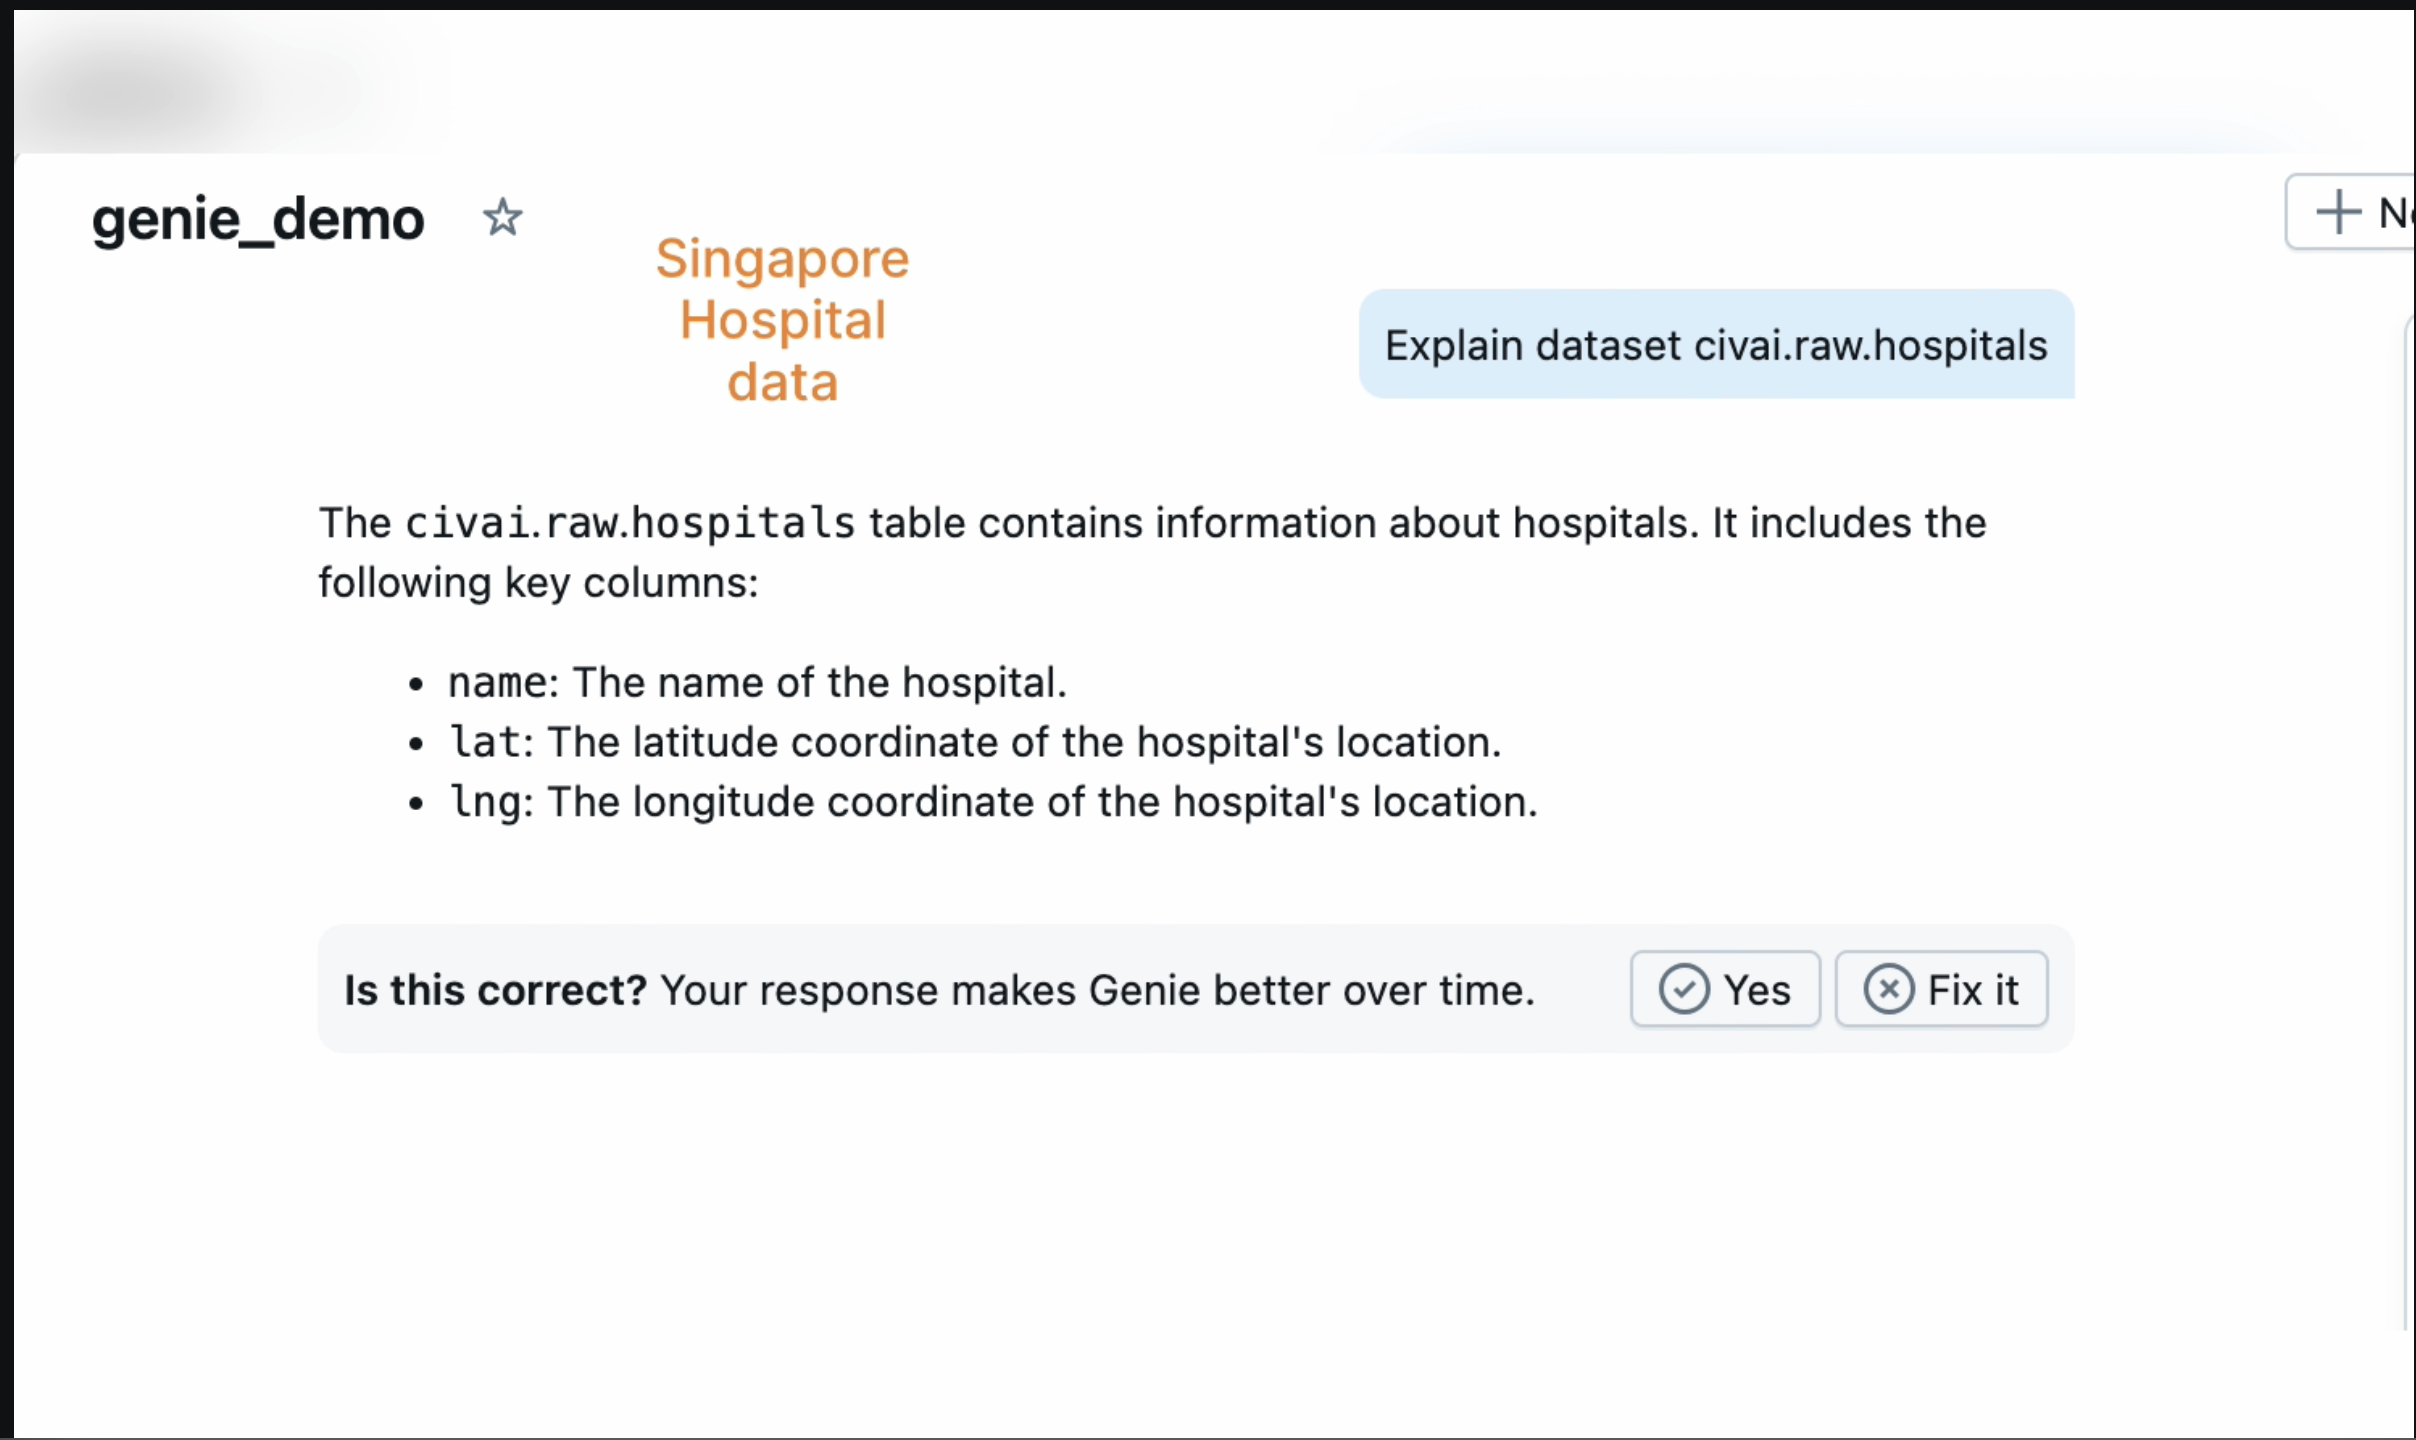 genie_demo
+ N
Singapore
Hospital
data
Explain dataset civai.raw.hospitals
The civai.raw.hospitals table contains information about hospitals. It includes the
following key columns:
• name: The name of the hospital.
• lat: The latitude coordinate of the hospital's location.
• lng: The longitude coordinate of the hospital's location.
Is this correct? Your response makes Genie better over time.
Yes
Fix it